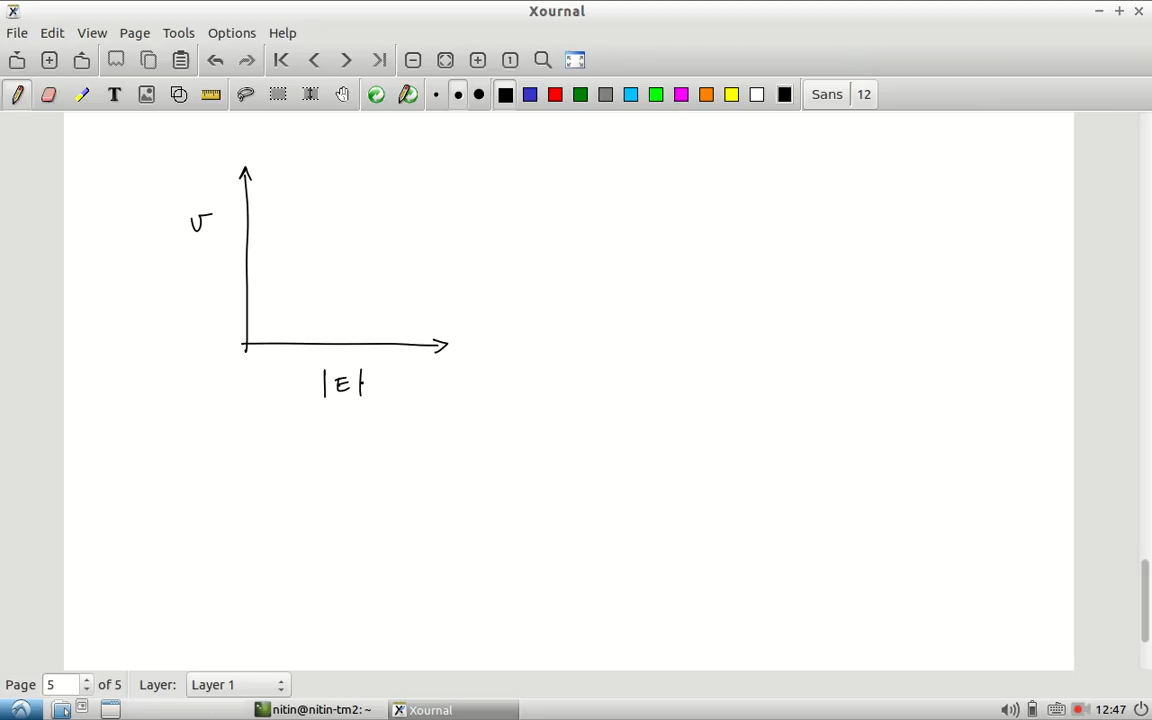 Xournal
File Edit View Page Tools Options Help
Sans 12
v
|E|
Page 5 of 5 Layer: Layer 1
nitin@nitin-tm2: ~ Xournal 12:47